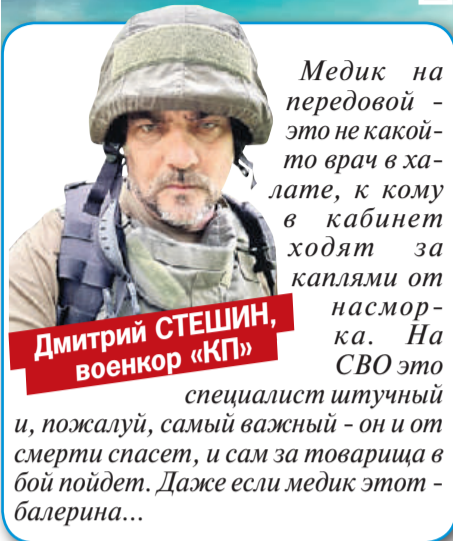 Медик на
передовой -
это не какой-
то врач в ха-
лате, к кому
в кабинет
ходят за
каплями от
насмор-
ка. На
СВО это
специалист штучный
и, пожалуй, самый важный - он и от
смерти спасет, и сам за товарища в
бой пойдет. Даже если медик этот -
балерина...
Дмитрий СТЕШИН,
военкор «КП»